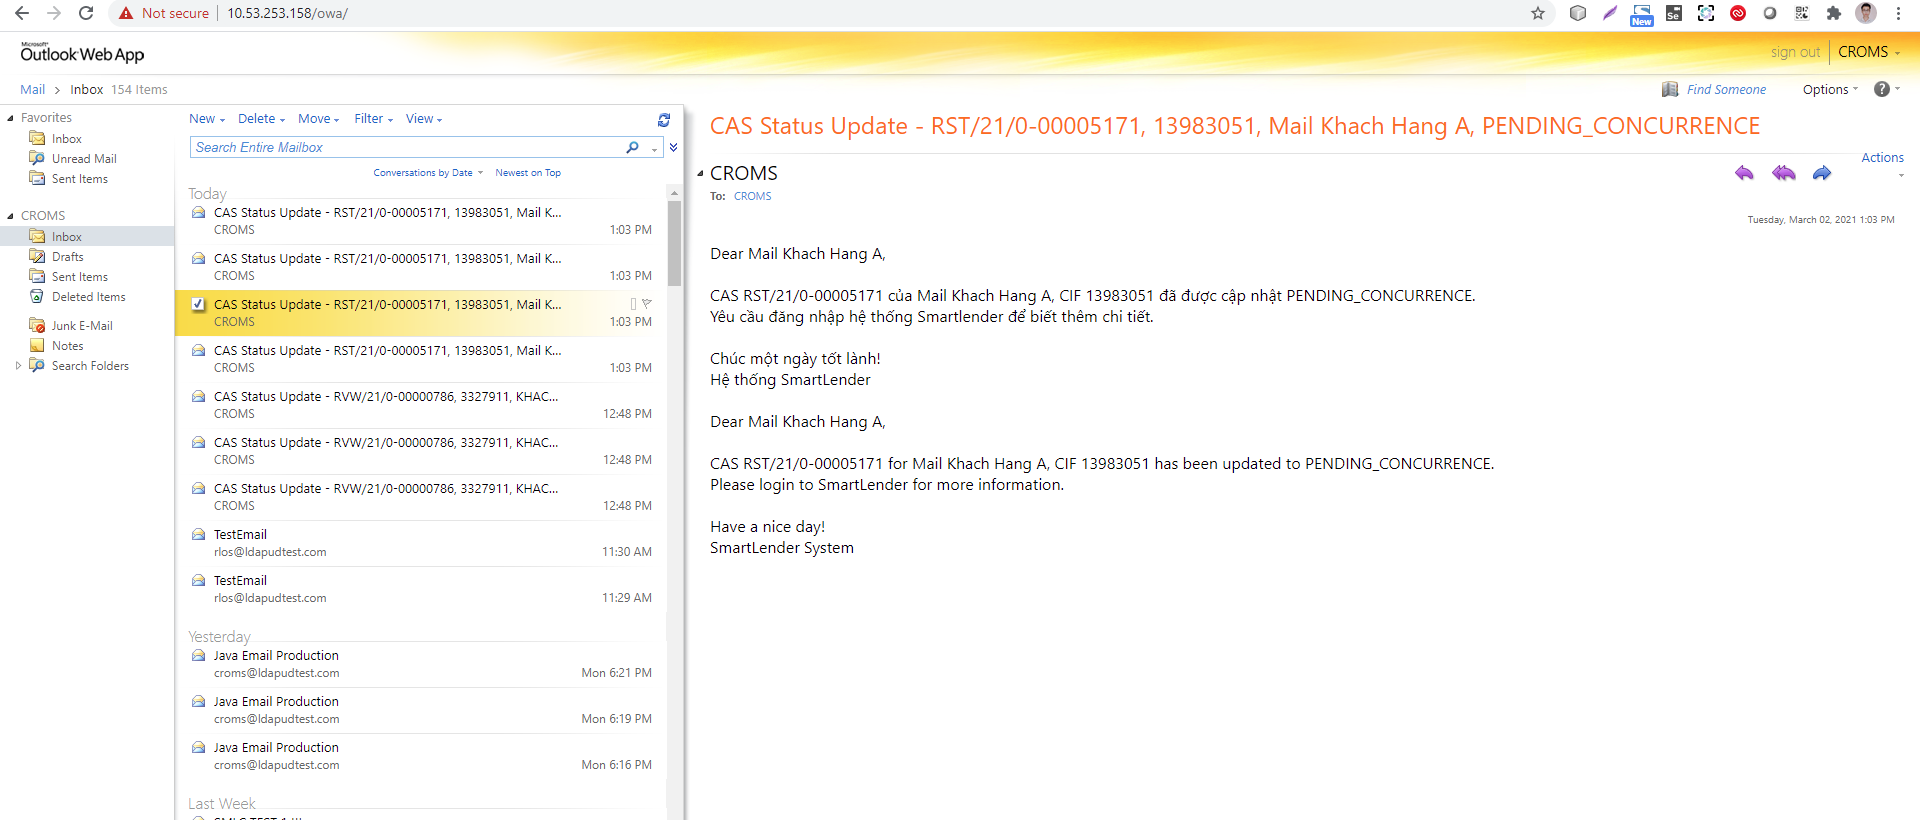 Not secure
10.53.253.158/owa/
New
Se
Microsoft®
Outlook Web App
sign out
CROMS
Mail > Inbox 154 Items
Find Someone
Options
?
Favorites
Inbox
Unread Mail
Sent Items
CROMS
Inbox
Drafts
Sent Items
Deleted Items
Junk E-Mail
Notes
Search Folders
New Delete Move Filter View
Search Entire Mailbox
Conversations by Date Newest on Top
Today
CAS Status Update - RST/21/0-00005171, 13983051, Mail K...
CROMS 1:03 PM
CAS Status Update - RST/21/0-00005171, 13983051, Mail K...
CROMS 1:03 PM
CAS Status Update - RST/21/0-00005171, 13983051, Mail K...
CROMS 1:03 PM
CAS Status Update - RST/21/0-00005171, 13983051, Mail K...
CROMS 1:03 PM
CAS Status Update - RVW/21/0-00000786, 3327911, KHAC...
CROMS 12:48 PM
CAS Status Update - RVW/21/0-00000786, 3327911, KHAC...
CROMS 12:48 PM
CAS Status Update - RVW/21/0-00000786, 3327911, KHAC...
CROMS 12:48 PM
TestEmail
rlos@ldapudtest.com 11:30 AM
TestEmail
rlos@ldapudtest.com 11:29 AM
Yesterday
Java Email Production
croms@ldapudtest.com Mon 6:21 PM
Java Email Production
croms@ldapudtest.com Mon 6:19 PM
Java Email Production
croms@ldapudtest.com Mon 6:16 PM
Last Week
CAS Status Update - RST/21/0-00005171, 13983051, Mail Khach Hang A, PENDING_CONCURRENCE
Actions
CROMS
To: CROMS
Tuesday, March 02, 2021 1:03 PM
Dear Mail Khach Hang A,
CAS RST/21/0-00005171 của Mail Khach Hang A, CIF 13983051 đã được cập nhật PENDING_CONCURRENCE.
Yêu cầu đăng nhập hệ thống Smartlender để biết thêm chi tiết.
Chúc một ngày tốt lành!
Hệ thống SmartLender
Dear Mail Khach Hang A,
CAS RST/21/0-00005171 for Mail Khach Hang A, CIF 13983051 has been updated to PENDING_CONCURRENCE.
Please login to SmartLender for more information.
Have a nice day!
SmartLender System